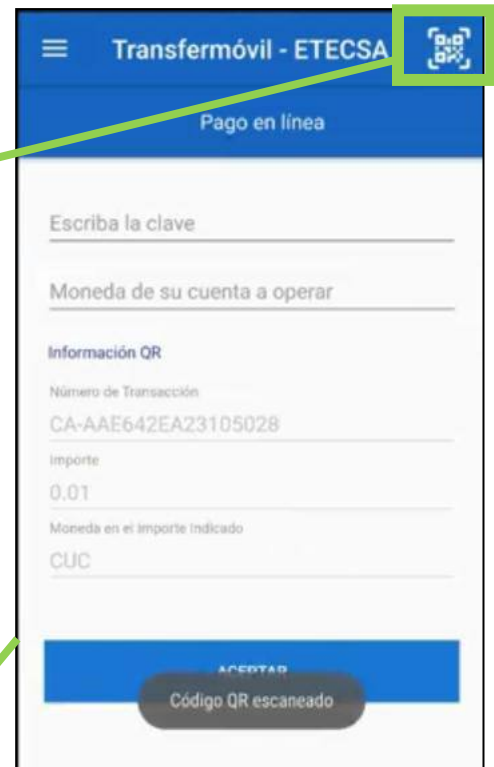 Transfermóvil - ETECSA
Pago en línea
Escriba la clave
Moneda de su cuenta a operar
Información QR
Número de Transacción
CA-AAE642EA23105028
Importe
0.01
Moneda en el Importe Indicado
CUC
ACEPTAR
Código QR escaneado